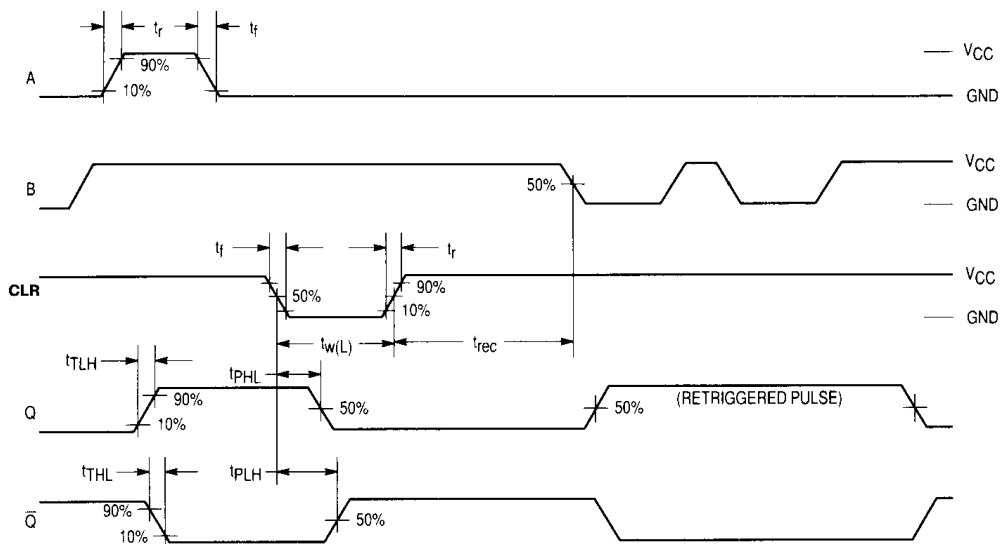 tr tf
VCC
A 90%
10% GND
VCC
B 50%
GND
tf tr
VCC
CLR 50% 90%
10%
GND
tw(L) trec
tTLH
tPHL
90% (RETRIGGERED PULSE)
Q 50% 50%
10%
tTHL tPLH
90%
Q̅ 50%
10%